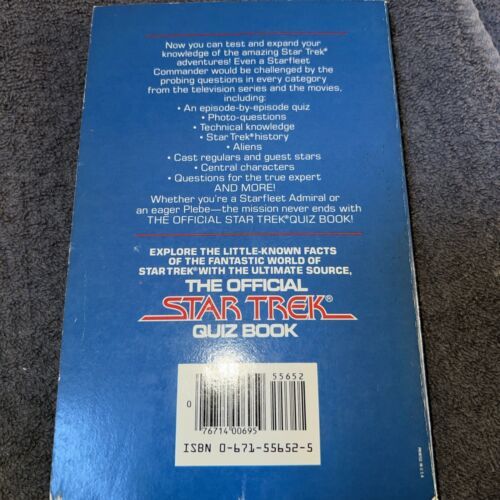 Now you can test and expand your
knowledge of the amazing Star Trek®
adventures! Even a Starfleet
Commander would be challenged by the
probing questions in every category
from the television series and the movies,
including:
• An episode-by-episode quiz
• Photo-questions
• Technical knowledge
• Star Trek® history
• Aliens
• Cast regulars and guest stars
• Central characters
• Questions for the true expert
AND MORE!
Whether you're a Starfleet Admiral or
an eager Plebe—the mission never ends with
THE OFFICIAL STAR TREK® QUIZ BOOK!
EXPLORE THE LITTLE-KNOWN FACTS
OF THE FANTASTIC WORLD OF
STAR TREK® WITH THE ULTIMATE SOURCE,
THE OFFICIAL
STAR TREK®
QUIZ BOOK
55652
0
76714 00695
ISBN 0-671-55652-5